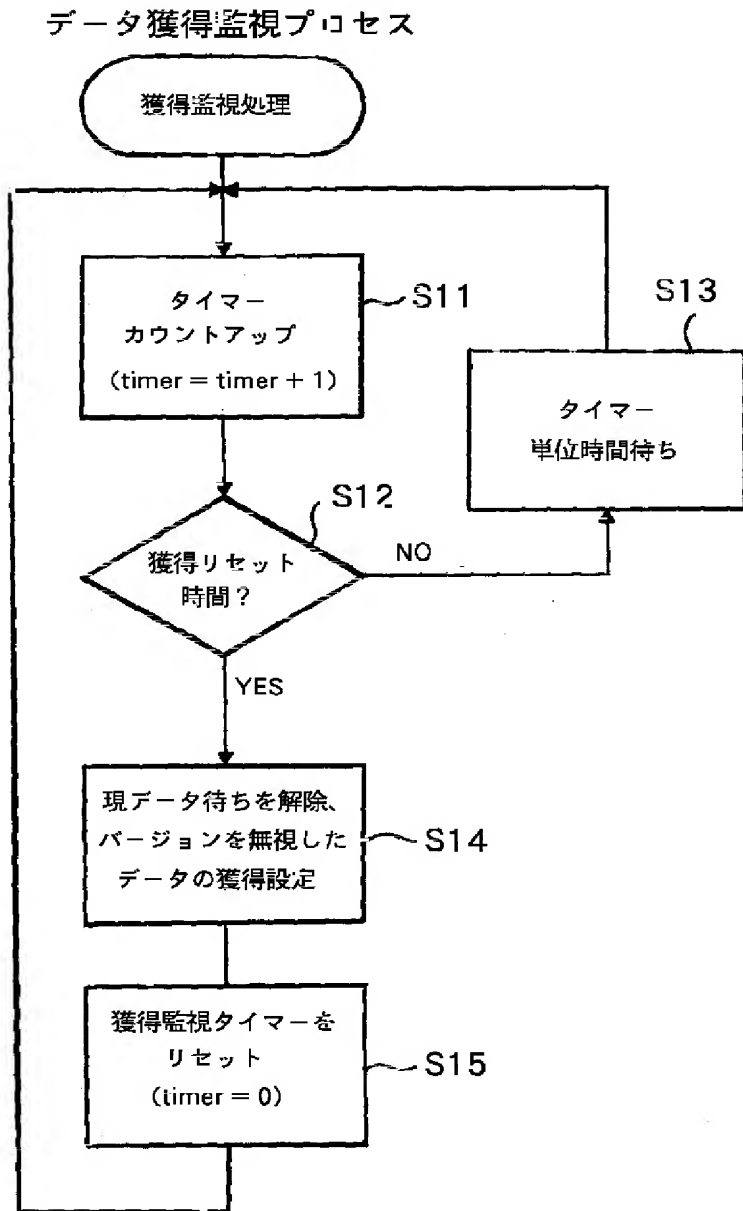 データ獲得監視プロセス
獲得監視処理
タイマー
カウントアップ
(timer = timer + 1)
S11
S13
タイマー
単位時間待ち
S12
獲得リセット
時間?
NO
YES
現データ待ちを解除、
バージョンを無視した
データの獲得設定
S14
獲得監視タイマーを
リセット
(timer = 0)
S15